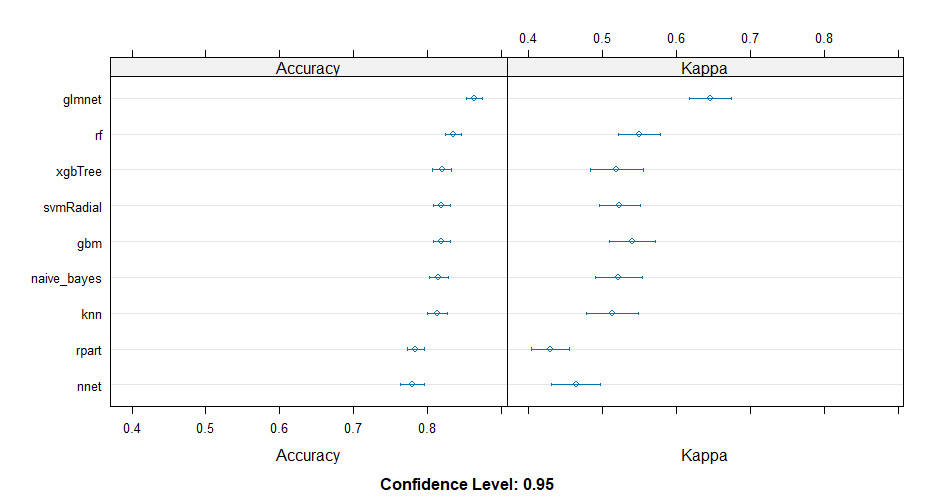 0.4 0.5 0.6 0.7 0.8
Accuracy Kappa
glmnet
rf
xgbTree
svmRadial
gbm
naive_bayes
knn
rpart
nnet
0.4 0.5 0.6 0.7 0.8
Accuracy Kappa
Confidence Level: 0.95